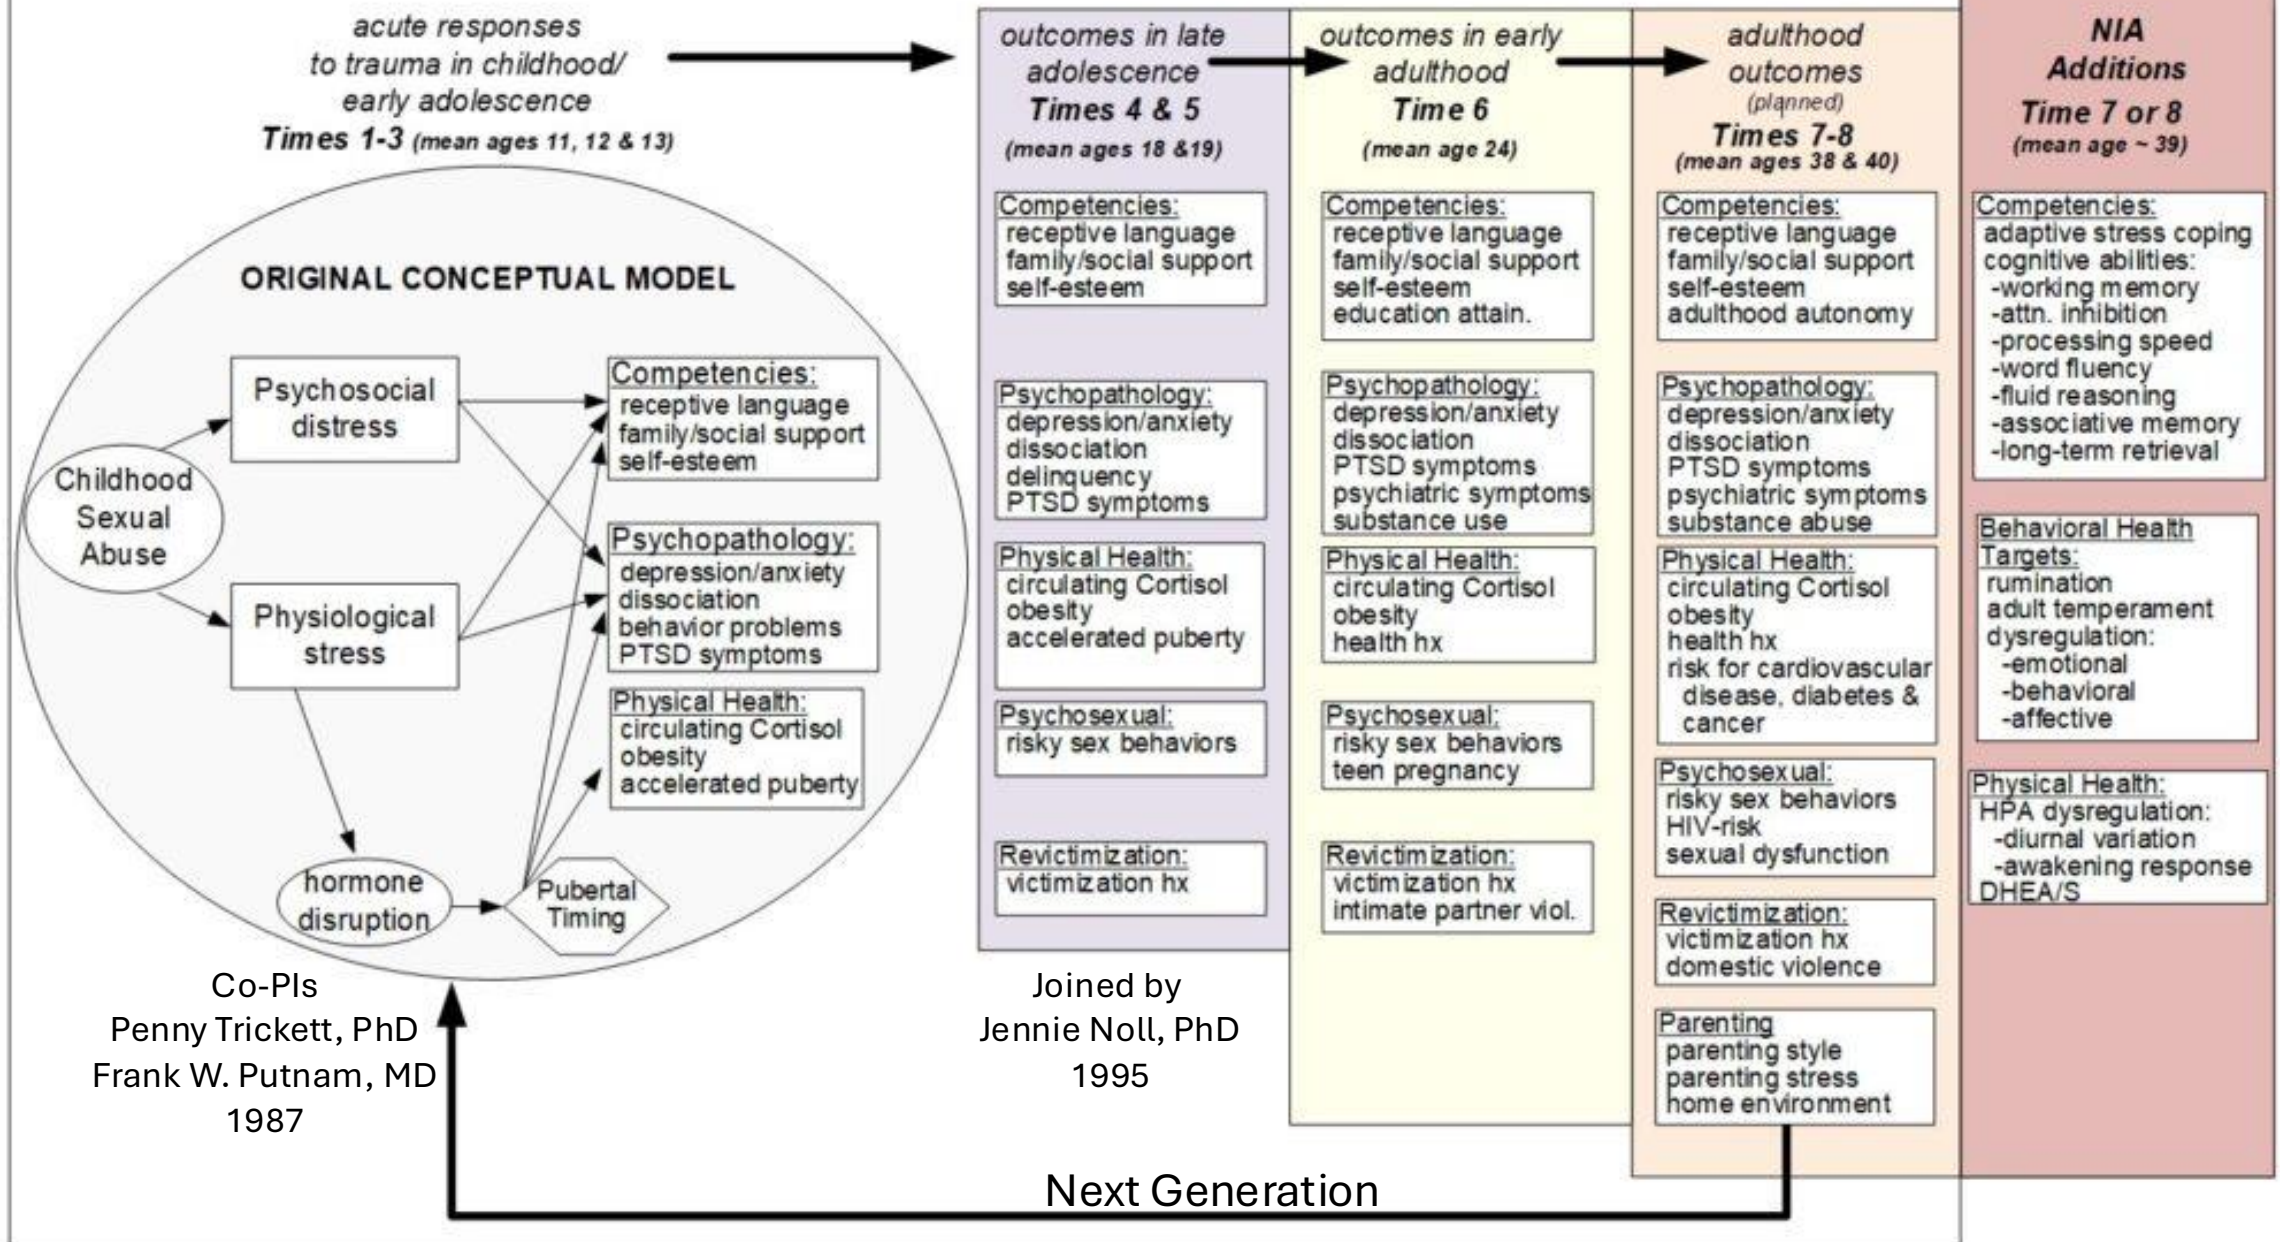 acute responses
to trauma in childhood/
early adolescence
Times 1-3 (mean ages 11, 12 & 13)
ORIGINAL CONCEPTUAL MODEL
Childhood
Sexual
Abuse
Psychosocial
distress
Physiological
stress
hormone
disruption
Pubertal
Timing
Competencies:
receptive language
family/social support
self-esteem
Psychopathology:
depression/anxiety
dissociation
behavior problems
PTSD symptoms
Physical Health:
circulating Cortisol
obesity
accelerated puberty
Co-PIs
Penny Trickett, PhD
Frank W. Putnam, MD
1987
outcomes in late
adolescence
Times 4 & 5
(mean ages 18 &19)
Competencies:
receptive language
family/social support
self-esteem
Psychopathology:
depression/anxiety
dissociation
delinquency
PTSD symptoms
Physical Health:
circulating Cortisol
obesity
accelerated puberty
Psychosexual:
risky sex behaviors
Revictimization:
victimization hx
Joined by
Jennie Noll, PhD
1995
outcomes in early
adulthood
Time 6
(mean age 24)
Competencies:
receptive language
family/social support
self-esteem
education attain.
Psychopathology:
depression/anxiety
dissociation
PTSD symptoms
psychiatric symptoms
substance use
Physical Health:
circulating Cortisol
obesity
health hx
Psychosexual:
risky sex behaviors
teen pregnancy
Revictimization:
victimization hx
intimate partner viol.
adulthood
outcomes
(planned)
Times 7-8
(mean ages 38 & 40)
Competencies:
receptive language
family/social support
self-esteem
adulthood autonomy
Psychopathology:
depression/anxiety
dissociation
PTSD symptoms
psychiatric symptoms
substance abuse
Physical Health:
circulating Cortisol
obesity
health hx
risk for cardiovascular
disease, diabetes &
cancer
Psychosexual:
risky sex behaviors
HIV-risk
sexual dysfunction
Revictimization:
victimization hx
domestic violence
Parenting
parenting style
parenting stress
home environment
NIA
Additions
Time 7 or 8
(mean age ~ 39)
Competencies:
adaptive stress coping
cognitive abilities:
-working memory
-attn. inhibition
-processing speed
-word fluency
-fluid reasoning
-associative memory
-long-term retrieval
Behavioral Health
Targets:
rumination
adult temperament
dysregulation:
-emotional
-behavioral
-affective
Physical Health:
HPA dysregulation:
-diurnal variation
-awakening response
DHEA/S
Next Generation